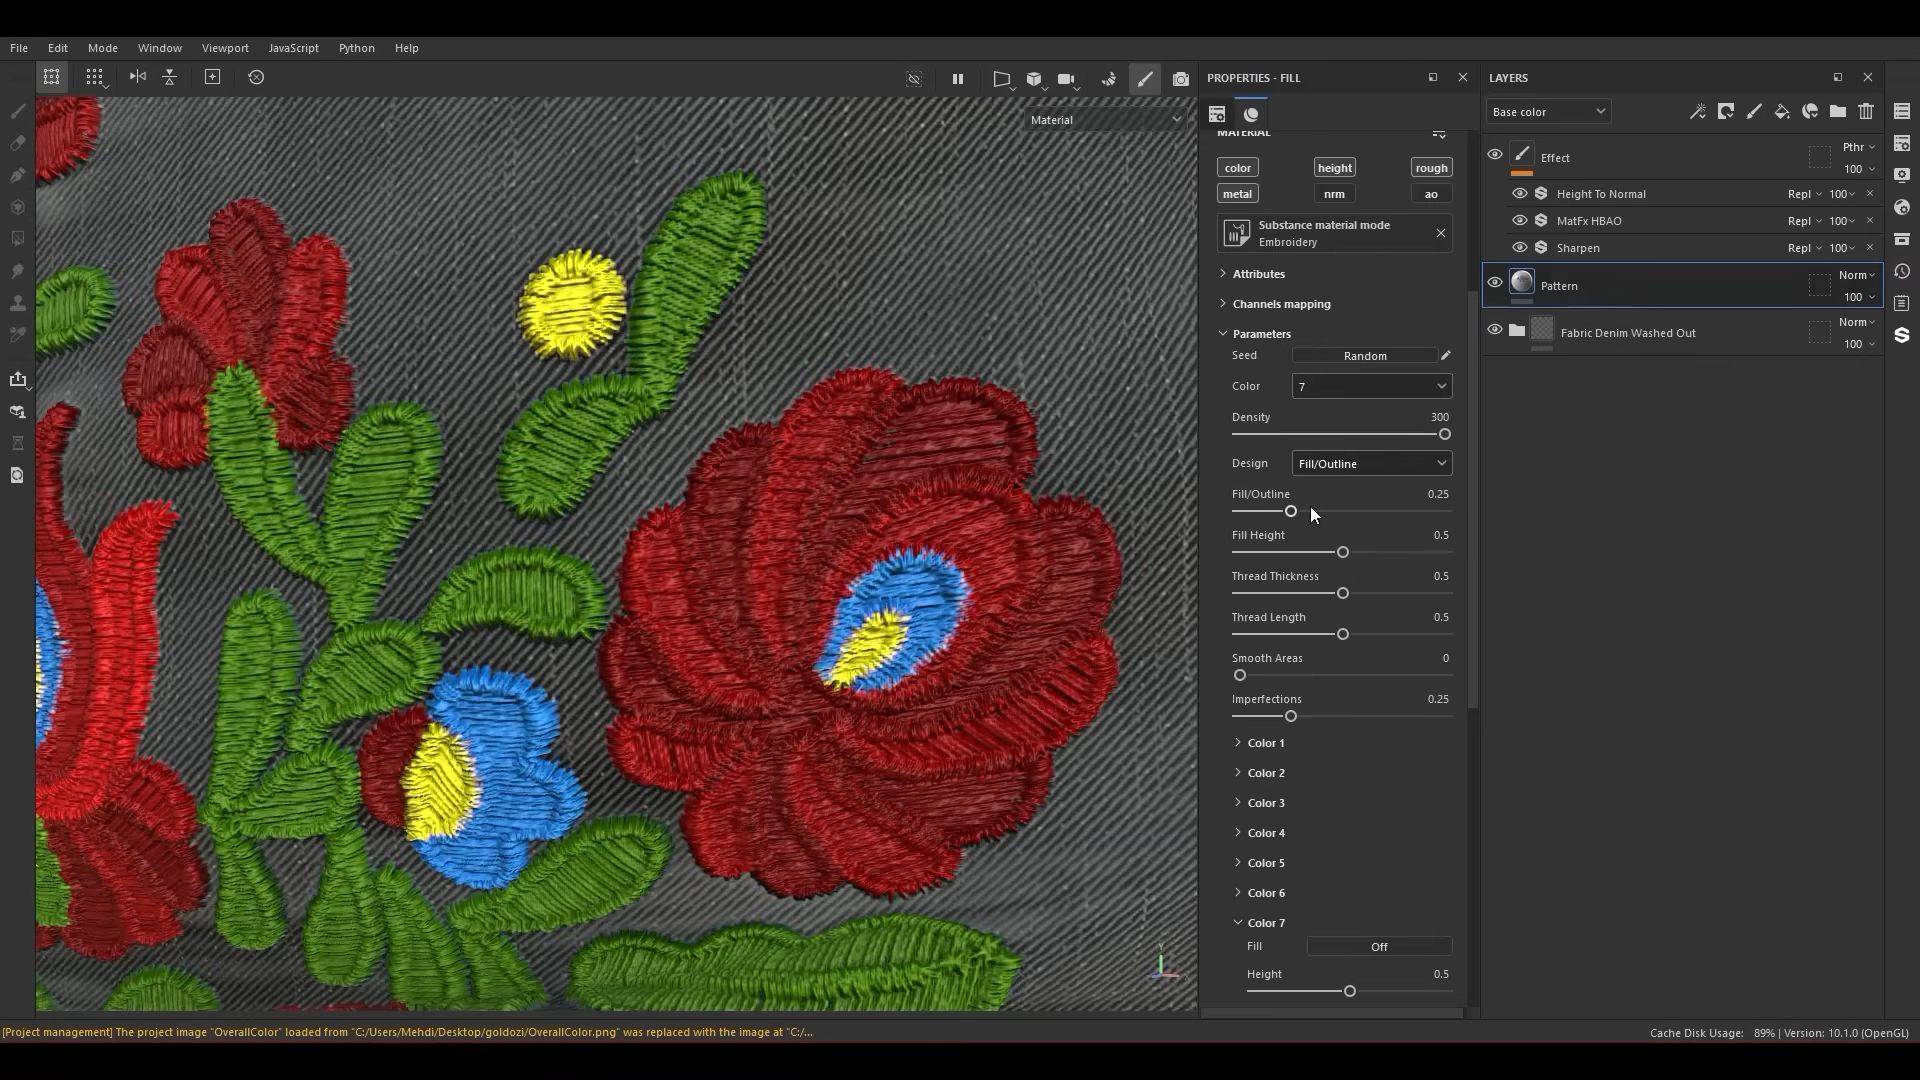 File Edit Mode Window Viewport JavaScript Python Help
Material
PROPERTIES - FILL
MATERIAL
color height rough
metal nrm ao
Substance material mode
Embroidery
Attributes
Channels mapping
Parameters
Seed Random
Color 7
Density 300
Design Fill/Outline
Fill/Outline 0.25
Fill Height 0.5
Thread Thickness 0.5
Thread Length 0.5
Smooth Areas 0
Imperfections 0.25
Color 1
Color 2
Color 3
Color 4
Color 5
Color 6
Color 7
Fill Off
Height 0.5
LAYERS
Base color
Effect Pthr
100
Height To Normal Repl 100
MatFx HBAO Repl 100
Sharpen Repl 100
Norm
Pattern
100
Norm
Fabric Denim Washed Out
100
Y
[Project management] The project image "OverallColor" loaded from "C:/Users/Mehdi/Desktop/goldozi/OverallColor.png" was replaced with the image at "C:/...
Cache Disk Usage: 89% | Version: 10.1.0 (OpenGL)